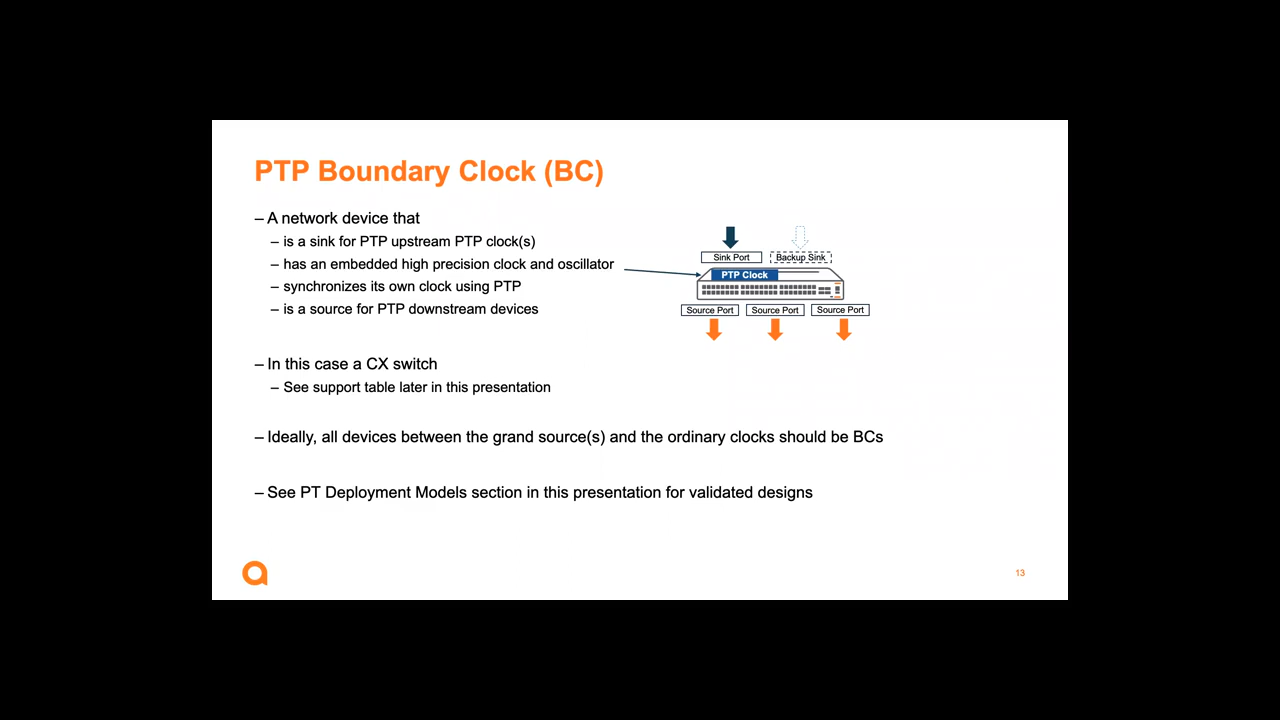 PTP Boundary Clock (BC)
– A network device that
– is a sink for PTP upstream PTP clock(s)
– has an embedded high precision clock and oscillator
– synchronizes its own clock using PTP
– is a source for PTP downstream devices
Sink Port
Backup Sink
PTP Clock
Source Port
Source Port
Source Port
– In this case a CX switch
– See support table later in this presentation
– Ideally, all devices between the grand source(s) and the ordinary clocks should be BCs
– See PT Deployment Models section in this presentation for validated designs
13